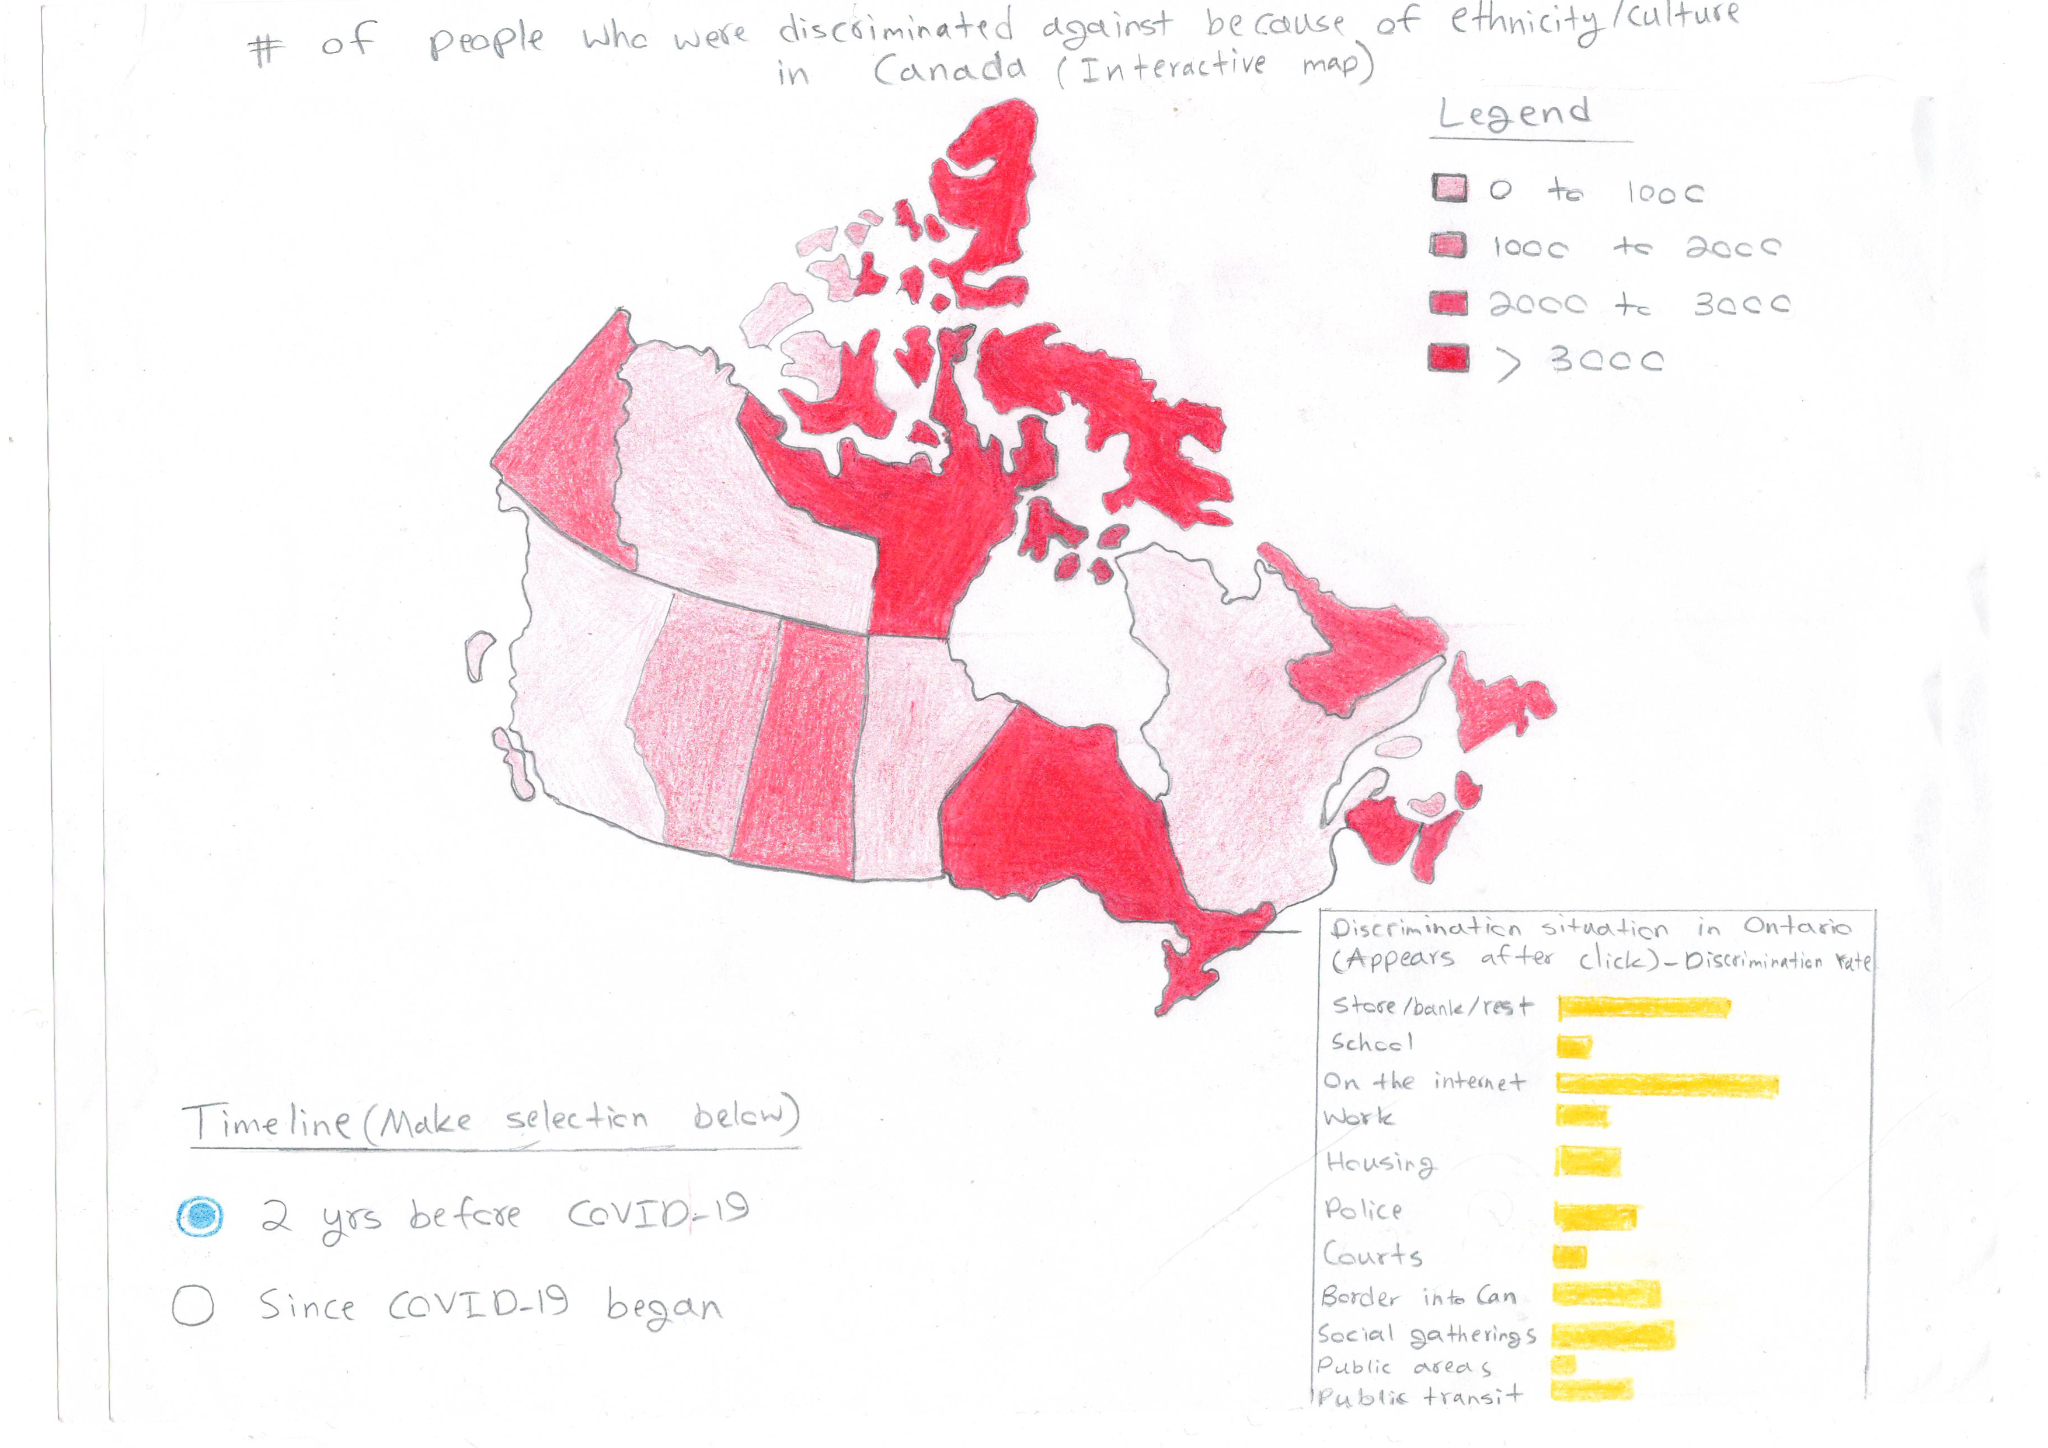 # of people who were discriminated against because of ethnicity/culture
in Canada (Interactive map)
Legend
0 to 1000
1000 to 2000
2000 to 3000
> 3000
Discrimination situation in Ontario
(Appears after click) - Discrimination rate
Store/bank/rest
School
On the internet
Work
Housing
Police
Courts
Border into Can
Social gatherings
Public areas
Public transit
Timeline (Make selection below)
2 yrs before COVID-19
Since COVID-19 began